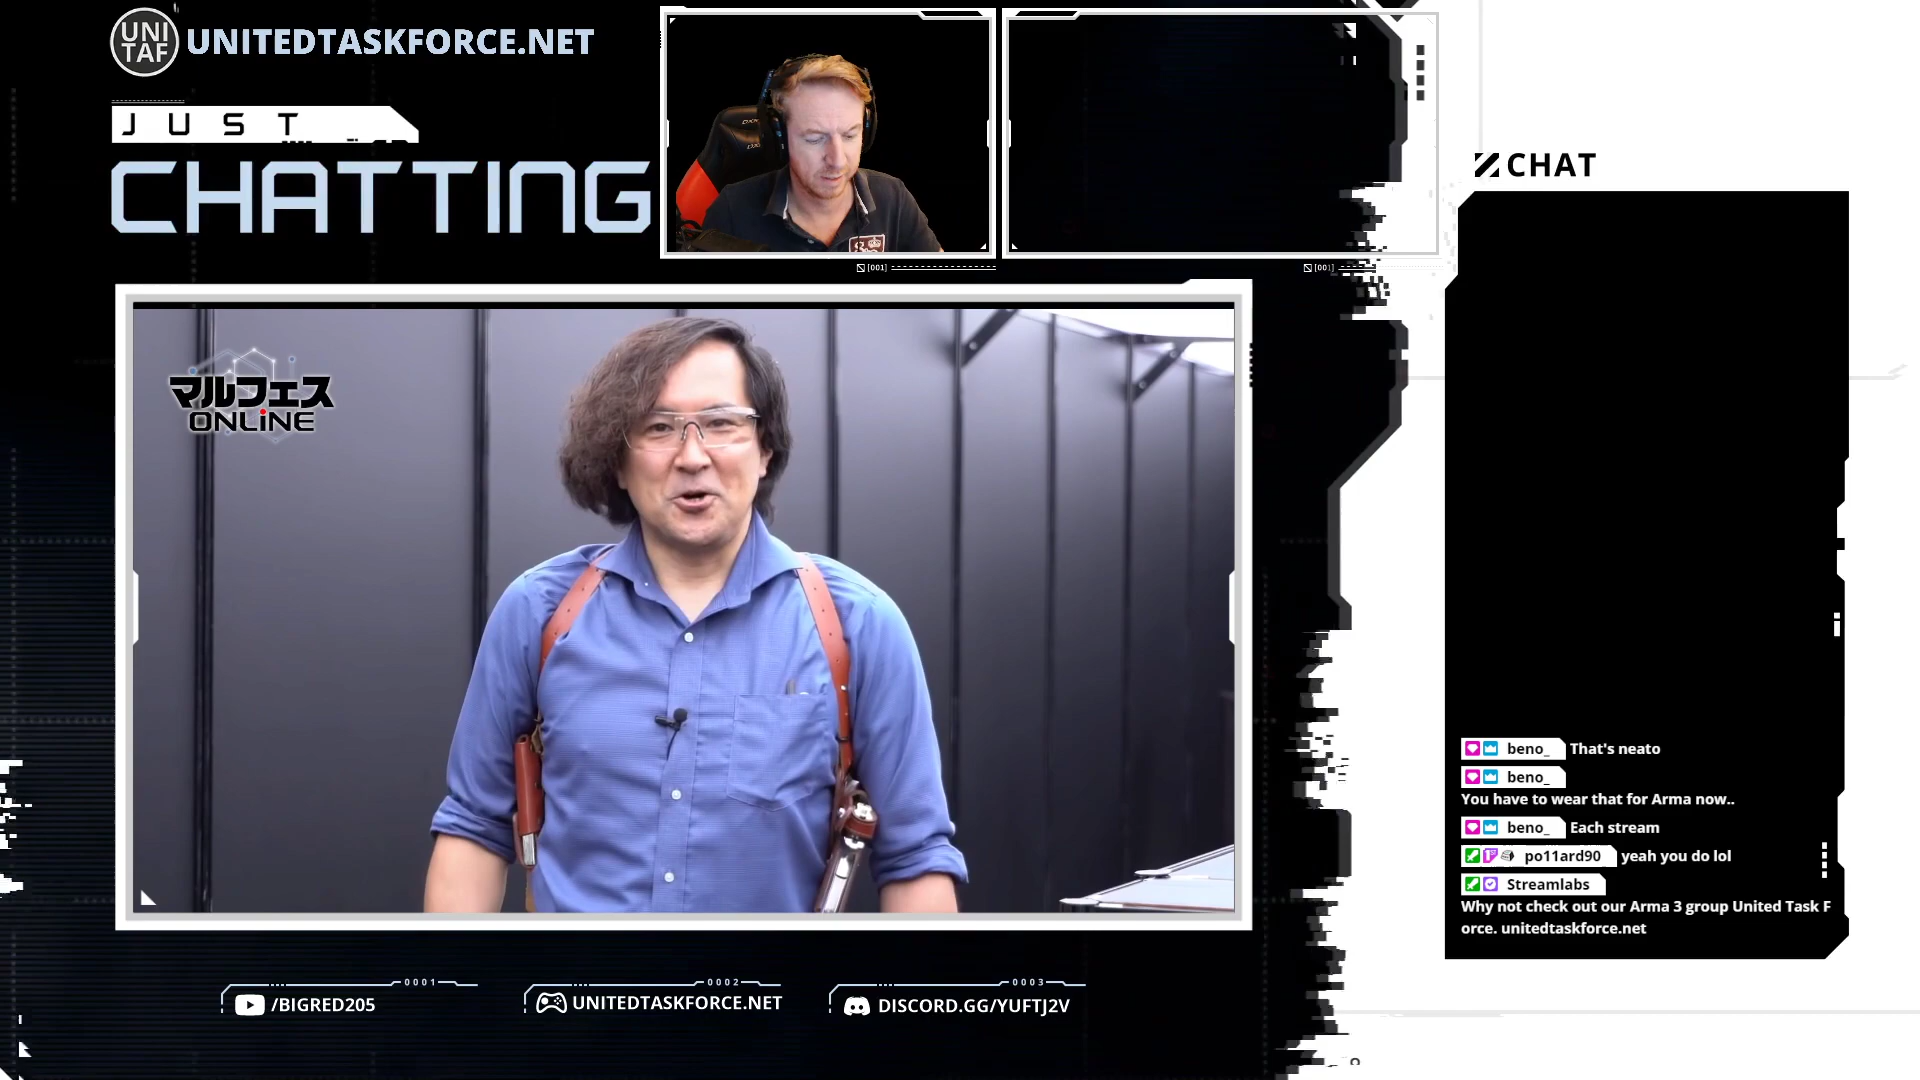 UNI
TAF
UNITEDTASKFORCE.NET
JUST
CHATTING
[001]
[001]
マルフェス
ONLiNE
CHAT
beno_ That's neato
beno_
You have to wear that for Arma now..
beno_ Each stream
po11ard90 yeah you do lol
Streamlabs
Why not check out our Arma 3 group United Task F
orce. unitedtaskforce.net
0001
/BIGRED205
0002
UNITEDTASKFORCE.NET
0003
DISCORD.GG/YUFTJ2V